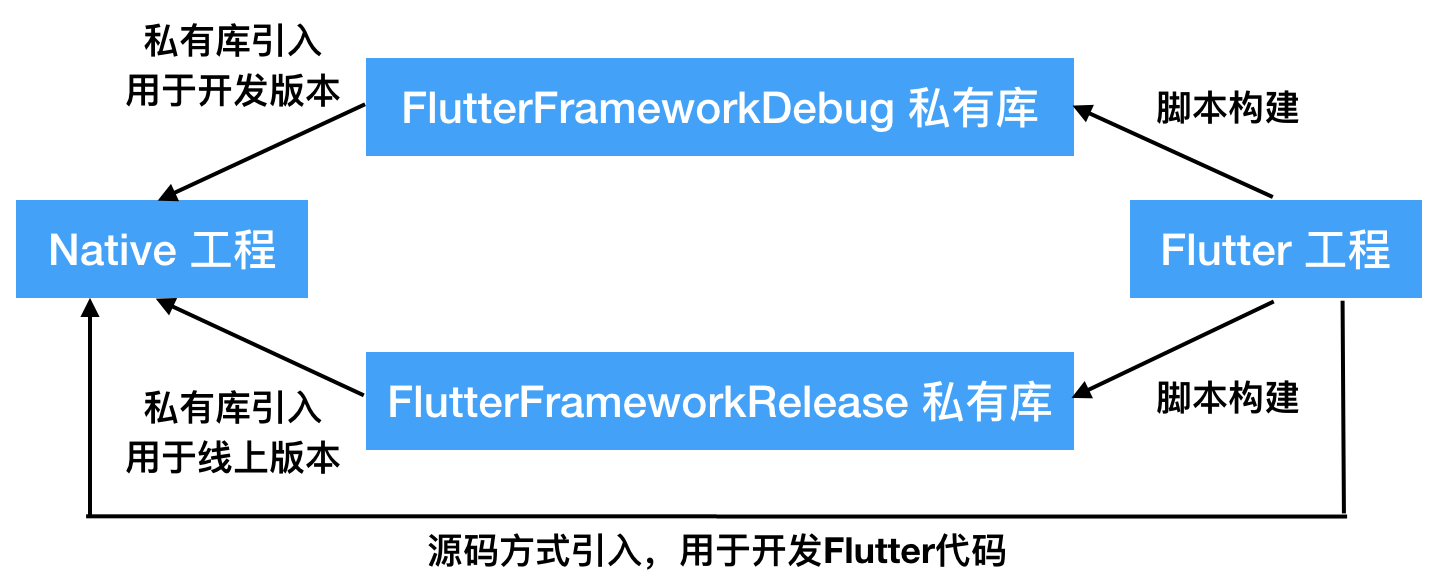 私有库引入
用于开发版本
FlutterFrameworkDebug 私有库
脚本构建
Native 工程
Flutter 工程
私有库引入
用于线上版本
FlutterFrameworkRelease 私有库
脚本构建
源码方式引入，用于开发Flutter代码